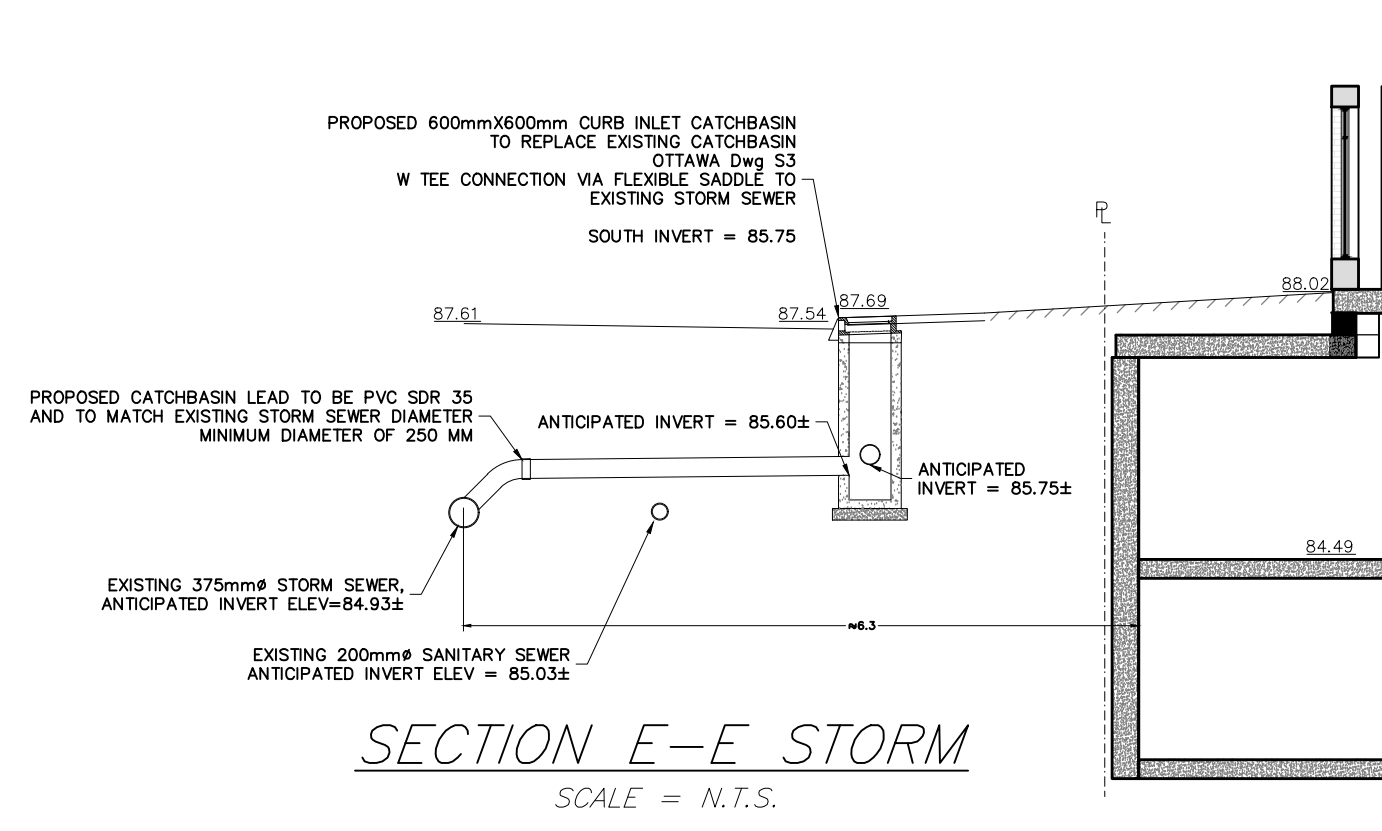 PROPOSED 600mmX600mm CURB INLET CATCHBASIN
TO REPLACE EXISTING CATCHBASIN
OTTAWA Dwg S3
W TEE CONNECTION VIA FLEXIBLE SADDLE TO
EXISTING STORM SEWER
SOUTH INVERT = 85.75
PL
88.02
87.69
87.61
87.54
PROPOSED CATCHBASIN LEAD TO BE PVC SDR 35
AND TO MATCH EXISTING STORM SEWER DIAMETER
MINIMUM DIAMETER OF 250 MM
ANTICIPATED INVERT = 85.60±
ANTICIPATED
INVERT = 85.75±
84.49
EXISTING 375mmø STORM SEWER,
ANTICIPATED INVERT ELEV=84.93±
≈6.3
EXISTING 200mmø SANITARY SEWER
ANTICIPATED INVERT ELEV = 85.03±
SECTION E-E STORM
SCALE = N.T.S.